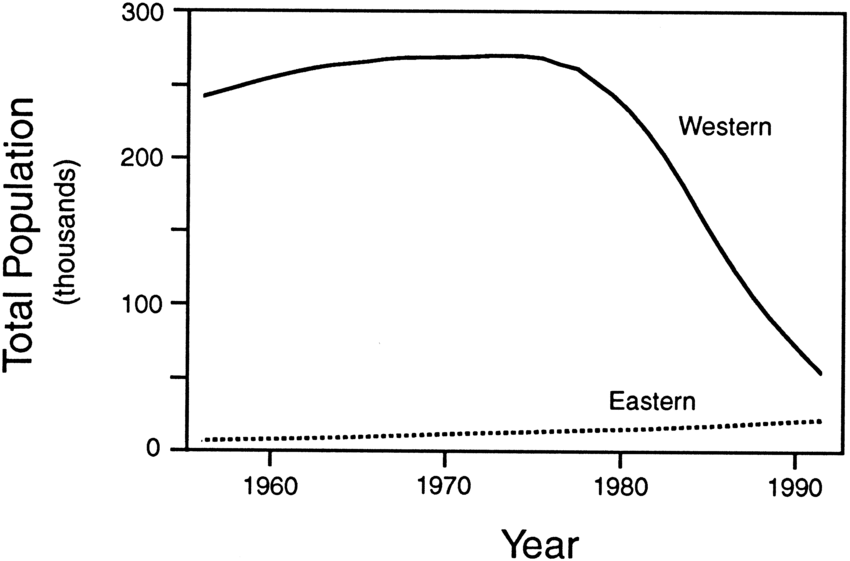 300
200
100
0
Total Population
(thousands)
Western
Eastern
1960
1970
1980
1990
Year